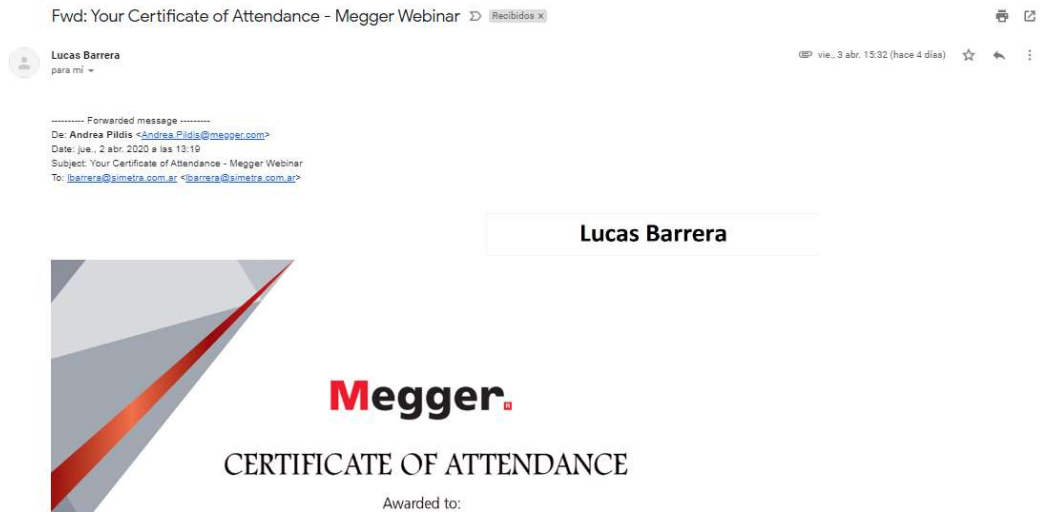 Fwd: Your Certificate of Attendance - Megger Webinar Recibidos x
Lucas Barrera
vie., 3 abr. 15:32 (hace 4 días)
para mí
---------- Forwarded message ---------
De: Andrea Pildis <Andrea.Pildis@megger.com>
Date: jue., 2 abr. 2020 a las 13:19
Subject: Your Certificate of Attendance - Megger Webinar
To: lbarrera@simetra.com.ar <lbarrera@simetra.com.ar>
Lucas Barrera
Megger
CERTIFICATE OF ATTENDANCE
Awarded to: